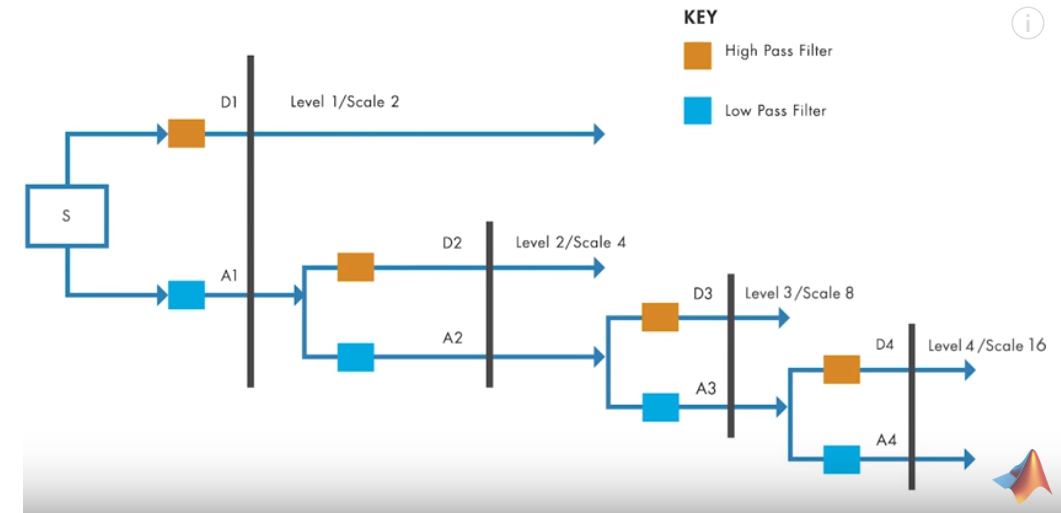 KEY
i
High Pass Filter
Low Pass Filter
D1
Level 1/Scale 2
S
A1
D2
Level 2/Scale 4
A2
D3
Level 3/Scale 8
A3
D4
Level 4/Scale 16
A4